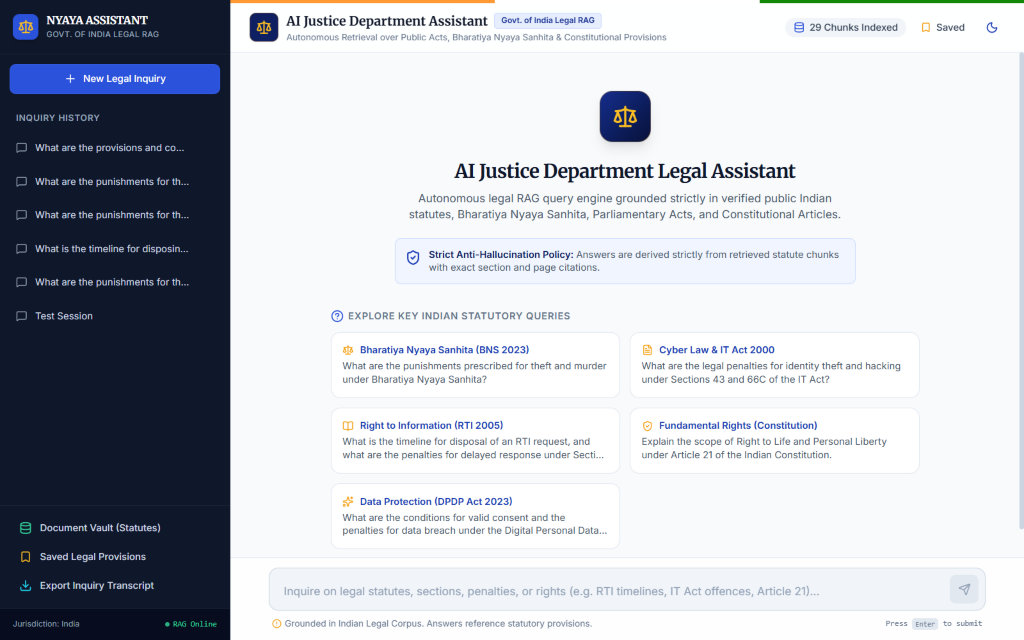 NYAYA ASSISTANT
GOVT. OF INDIA LEGAL RAG
New Legal Inquiry
INQUIRY HISTORY
What are the provisions and co...
What are the punishments for th...
What are the punishments for th...
What is the timeline for disposin...
What are the punishments for th...
Test Session
Document Vault (Statutes)
Saved Legal Provisions
Export Inquiry Transcript
Jurisdiction: India
RAG Online
AI Justice Department Assistant
Govt. of India Legal RAG
Autonomous Retrieval over Public Acts, Bharatiya Nyaya Sanhita & Constitutional Provisions
29 Chunks Indexed
Saved
AI Justice Department Legal Assistant
Autonomous legal RAG query engine grounded strictly in verified public Indian
statutes, Bharatiya Nyaya Sanhita, Parliamentary Acts, and Constitutional Articles.
Strict Anti-Hallucination Policy: Answers are derived strictly from retrieved statute chunks
with exact section and page citations.
EXPLORE KEY INDIAN STATUTORY QUERIES
Bharatiya Nyaya Sanhita (BNS 2023)
What are the punishments prescribed for theft and murder
under Bharatiya Nyaya Sanhita?
Cyber Law & IT Act 2000
What are the legal penalties for identity theft and hacking
under Sections 43 and 66C of the IT Act?
Right to Information (RTI 2005)
What is the timeline for disposal of an RTI request, and
what are the penalties for delayed response under Secti...
Fundamental Rights (Constitution)
Explain the scope of Right to Life and Personal Liberty
under Article 21 of the Indian Constitution.
Data Protection (DPDP Act 2023)
What are the conditions for valid consent and the
penalties for data breach under the Digital Personal Data...
Inquire on legal statutes, sections, penalties, or rights (e.g. RTI timelines, IT Act offences, Article 21)...
Grounded in Indian Legal Corpus. Answers reference statutory provisions.
Press Enter to submit